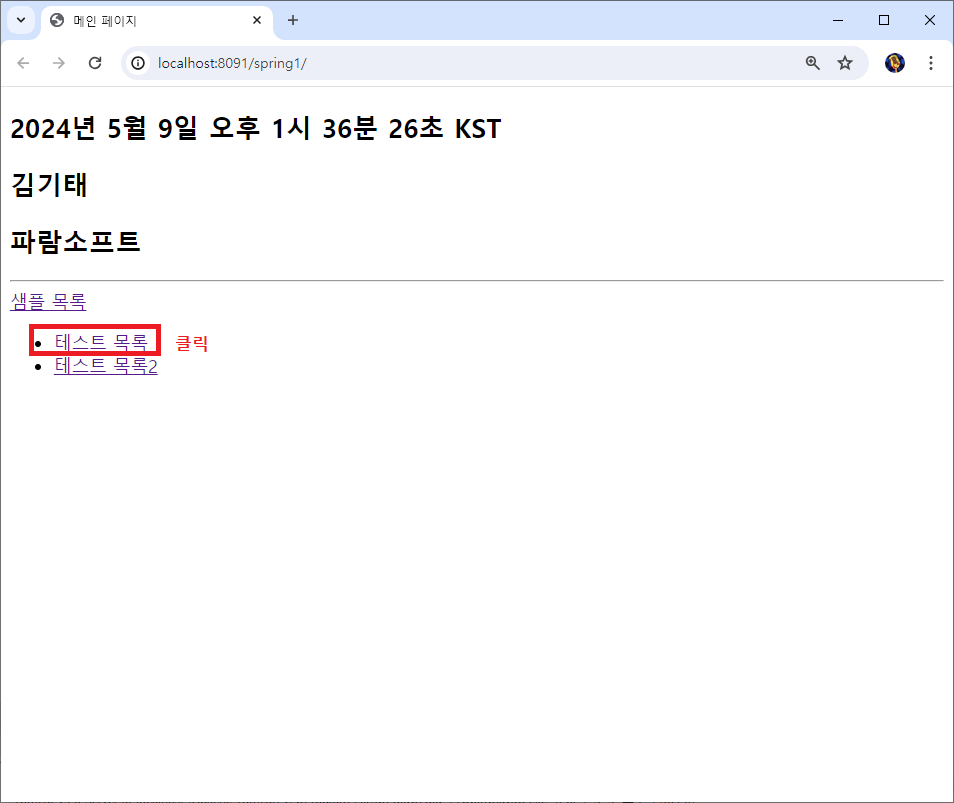 메인 페이지
localhost:8091/spring1/
2024년 5월 9일 오후 1시 36분 26초 KST
김기태
파람소프트
샘플 목록
테스트 목록 클릭
테스트 목록2